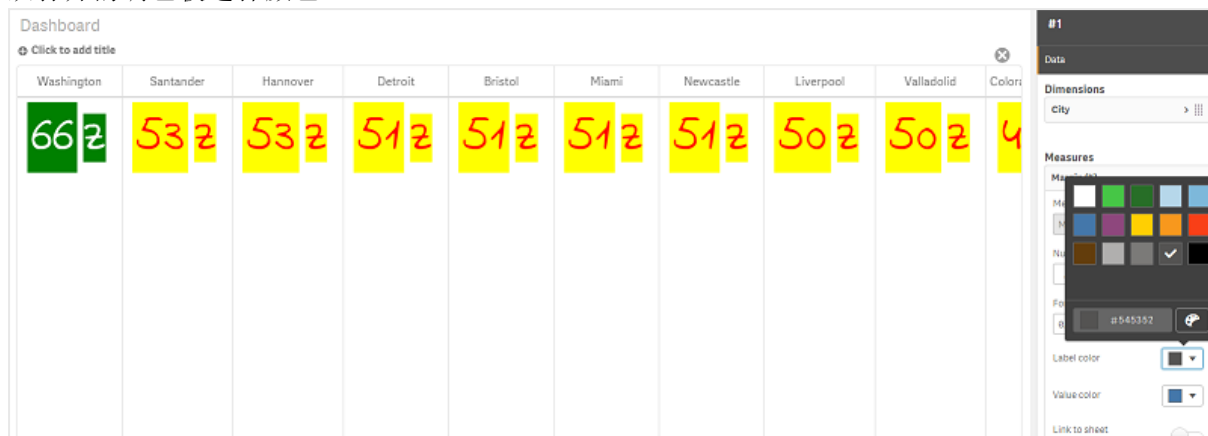 Dashboard
#1
Click to add title
Data
Washington Santander Hannover Detroit Bristol Miami Newcastle Liverpool Valladolid
Dimensions
City
66 z 53 z 53 z 51 z 51 z 51 z 51 z 50 z 50 z 4
Measures
#545352
Label color
Value color
Link to sheet